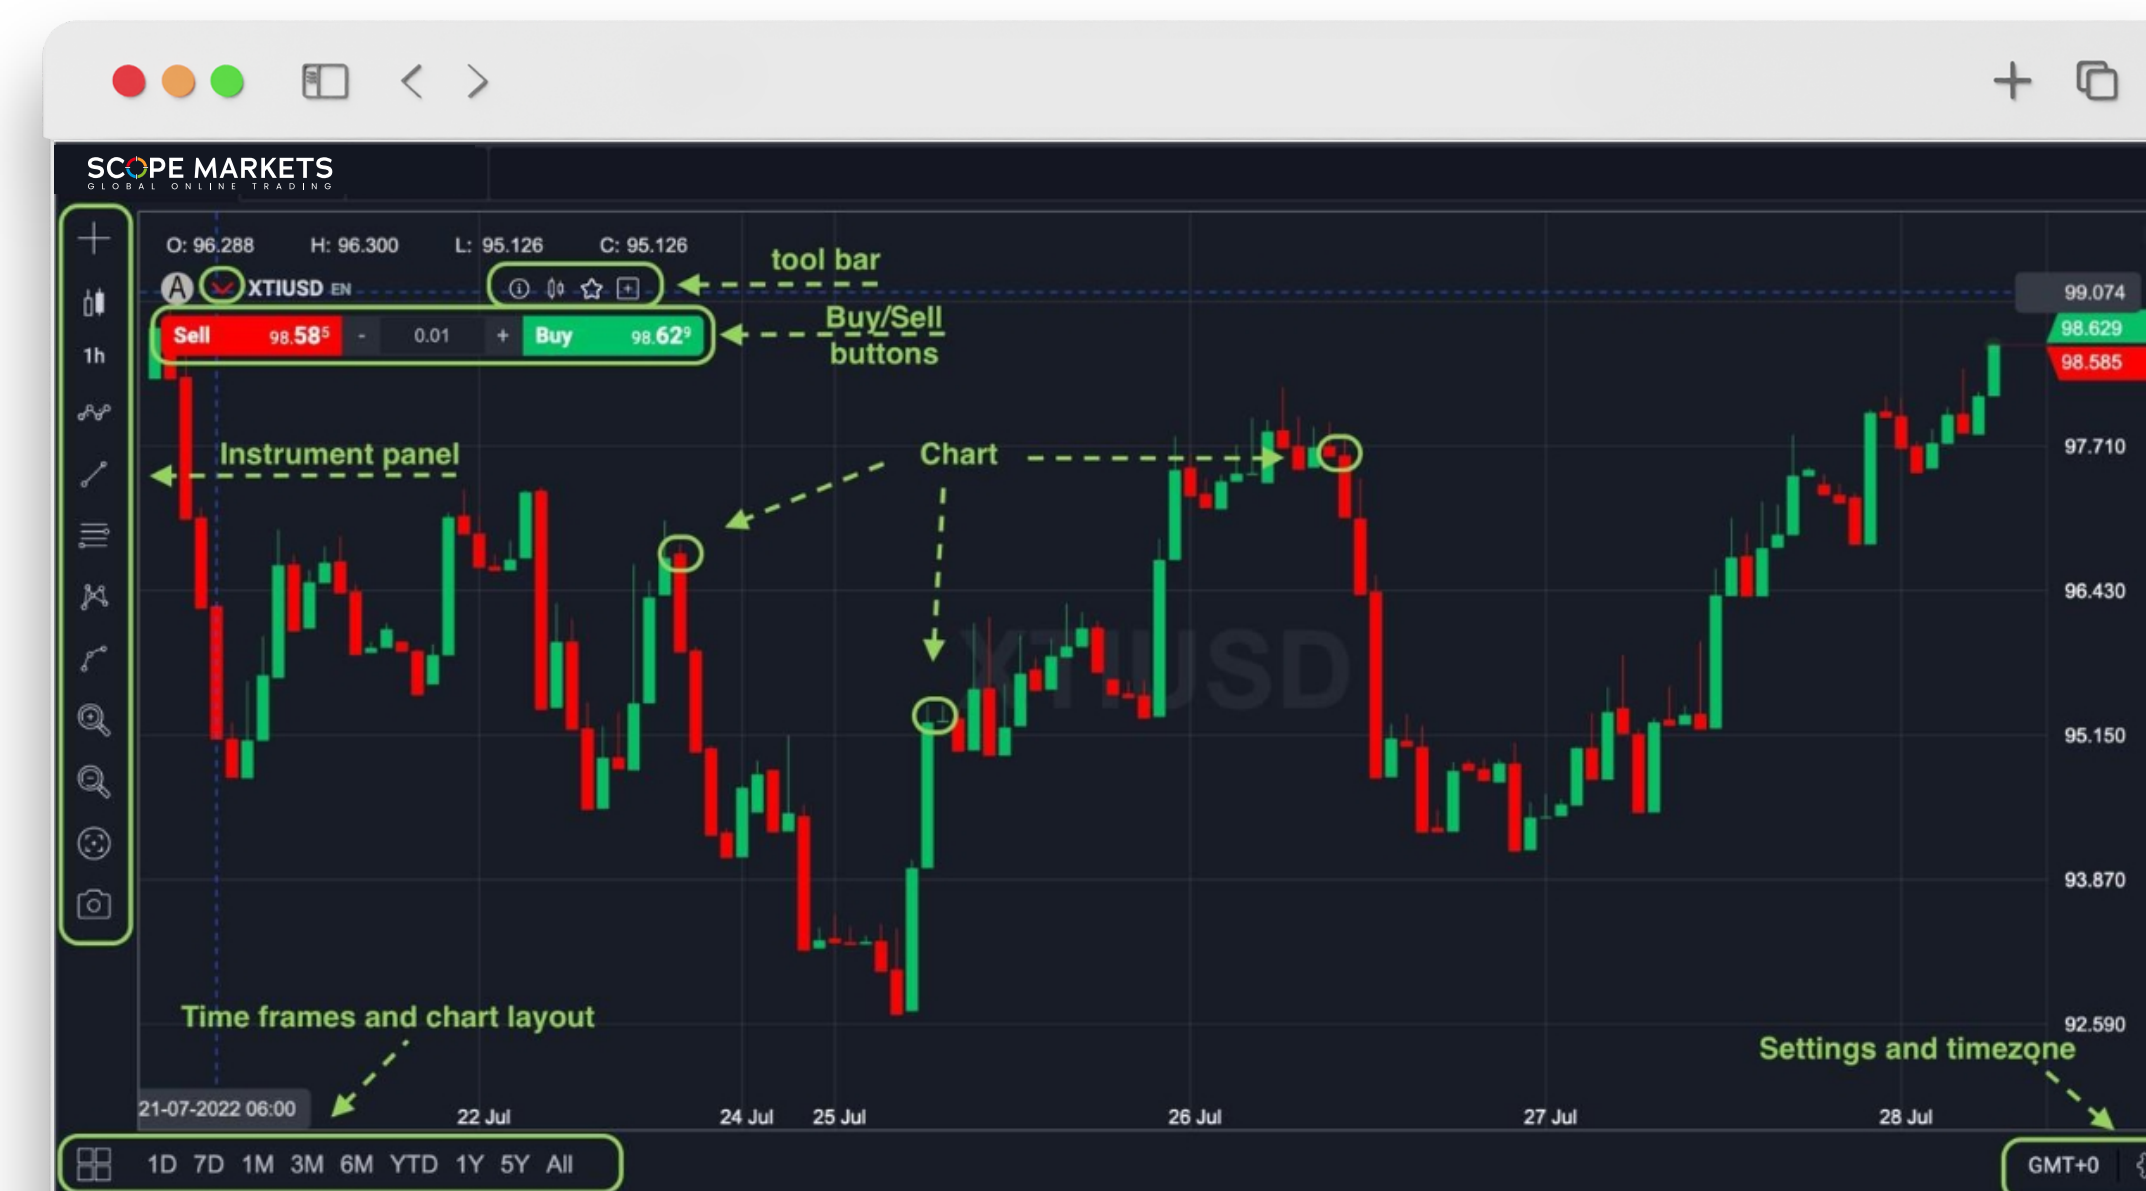 SCOPE MARKETS
GLOBAL ONLINE TRADING
O: 96.288 H: 96.300 L: 95.126 C: 95.126
tool bar
A XTIUSD EN
99.074
Sell 98.585 - 0.01 + Buy 98.629
Buy/Sell
buttons
98.629
98.585
1h
Instrument panel
Chart
97.710
96.430
XTIUSD
95.150
93.870
92.590
Time frames and chart layout
Settings and timezone
21-07-2022 06:00
22 Jul 24 Jul 25 Jul 26 Jul 27 Jul 28 Jul
1D 7D 1M 3M 6M YTD 1Y 5Y All
GMT+0